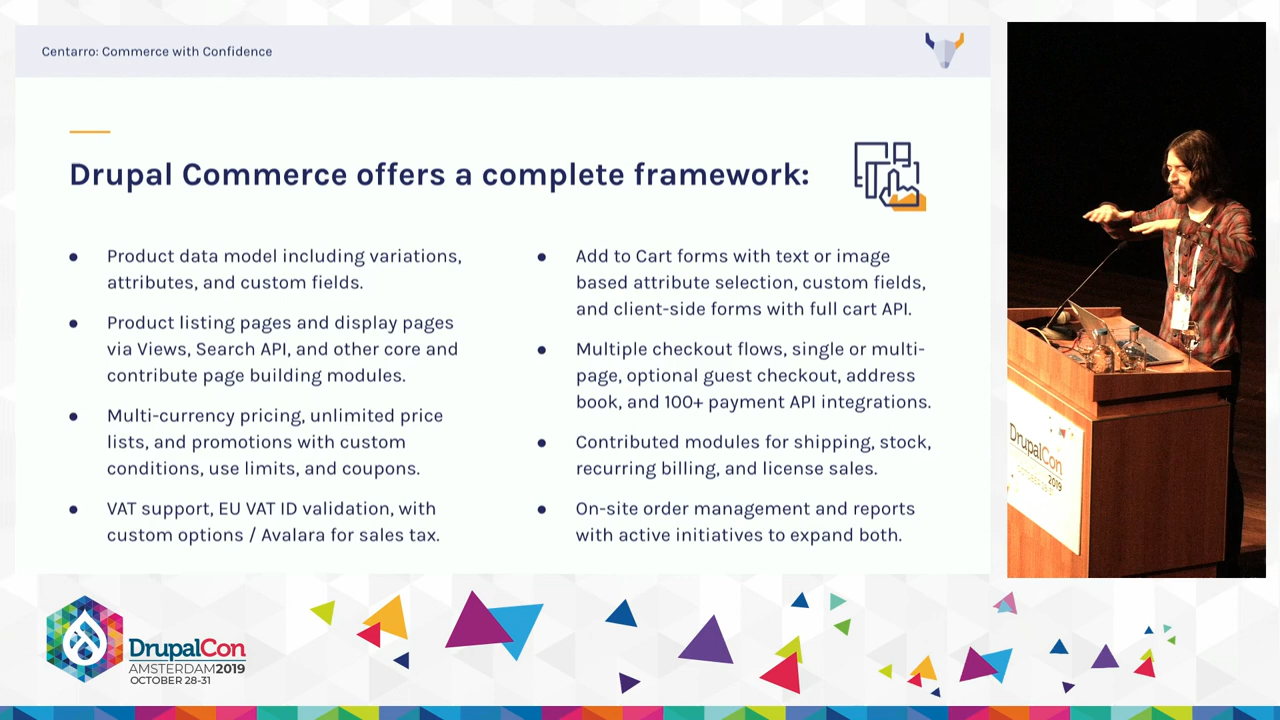 Centarro: Commerce with Confidence
Drupal Commerce offers a complete framework:
Product data model including variations,
attributes, and custom fields.
Product listing pages and display pages
via Views, Search API, and other core and
contribute page building modules.
Multi-currency pricing, unlimited price
lists, and promotions with custom
conditions, use limits, and coupons.
VAT support, EU VAT ID validation, with
custom options / Avalara for sales tax.
Add to Cart forms with text or image
based attribute selection, custom fields,
and client-side forms with full cart API.
Multiple checkout flows, single or multi-
page, optional guest checkout, address
book, and 100+ payment API integrations.
Contributed modules for shipping, stock,
recurring billing, and license sales.
On-site order management and reports
with active initiatives to expand both.
DrupalCon
2019
DrupalCon
AMSTERDAM2019
OCTOBER 28-31